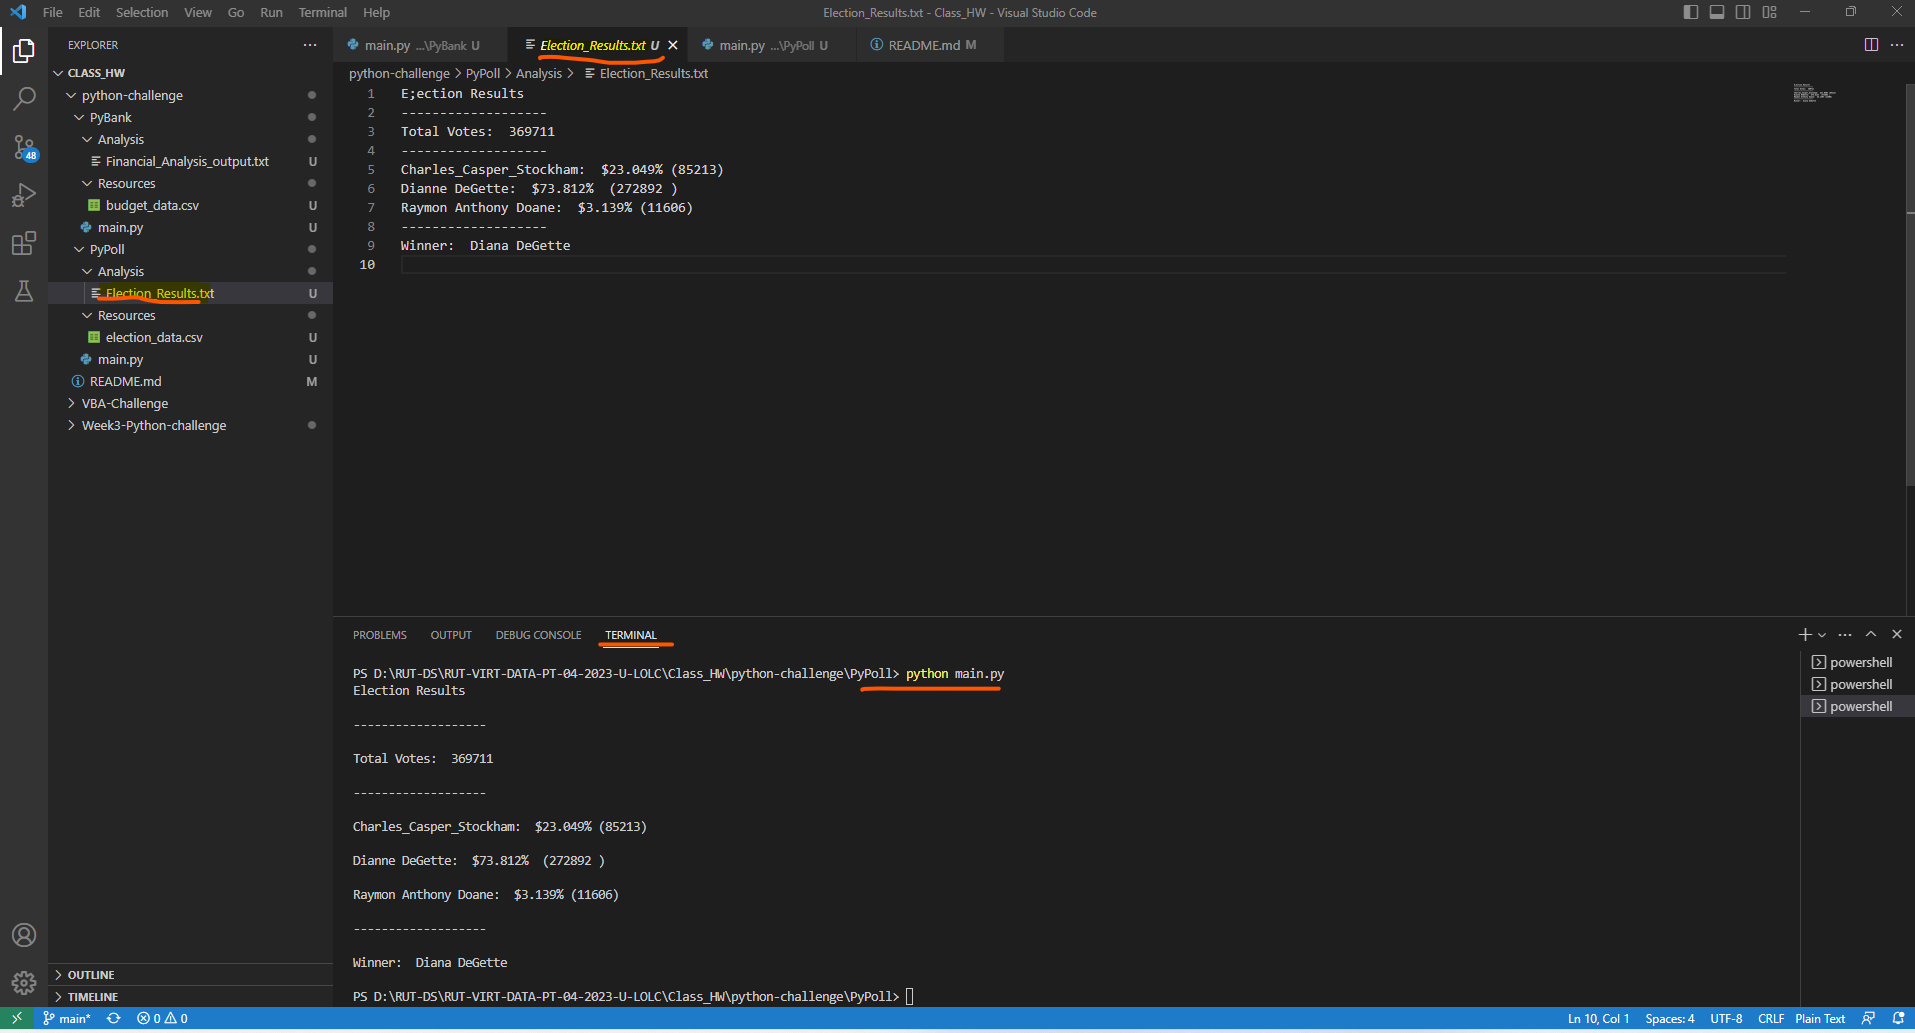 File Edit Selection View Go Run Terminal Help
Election_Results.txt - Class_HW - Visual Studio Code
EXPLORER
CLASS_HW
python-challenge
PyBank
Analysis
Financial_Analysis_output.txt U
Resources
budget_data.csv U
main.py U
PyPoll
Analysis
Election_Results.txt U
Resources
election_data.csv U
main.py U
README.md M
VBA-Challenge
Week3-Python-challenge
OUTLINE
TIMELINE
48
main.py ...\PyBank U
Election_Results.txt U
main.py ...\PyPoll U
README.md M
python-challenge > PyPoll > Analysis > Election_Results.txt
1 E;ection Results
2 -------------------
3 Total Votes:  369711
4 -------------------
5 Charles_Casper_Stockham:  $23.049% (85213)
6 Dianne DeGette:  $73.812%  (272892 )
7 Raymon Anthony Doane:  $3.139% (11606)
8 -------------------
9 Winner:  Diana DeGette
10
PROBLEMS OUTPUT DEBUG CONSOLE TERMINAL
PS D:\RUT-DS\RUT-VIRT-DATA-PT-04-2023-U-LOLC\Class_HW\python-challenge\PyPoll> python main.py
Election Results
-------------------
Total Votes:  369711
-------------------
Charles_Casper_Stockham:  $23.049% (85213)
Dianne DeGette:  $73.812%  (272892 )
Raymon Anthony Doane:  $3.139% (11606)
-------------------
Winner:  Diana DeGette
PS D:\RUT-DS\RUT-VIRT-DATA-PT-04-2023-U-LOLC\Class_HW\python-challenge\PyPoll>
powershell
powershell
powershell
main* 0 0
Ln 10, Col 1 Spaces: 4 UTF-8 CRLF Plain Text